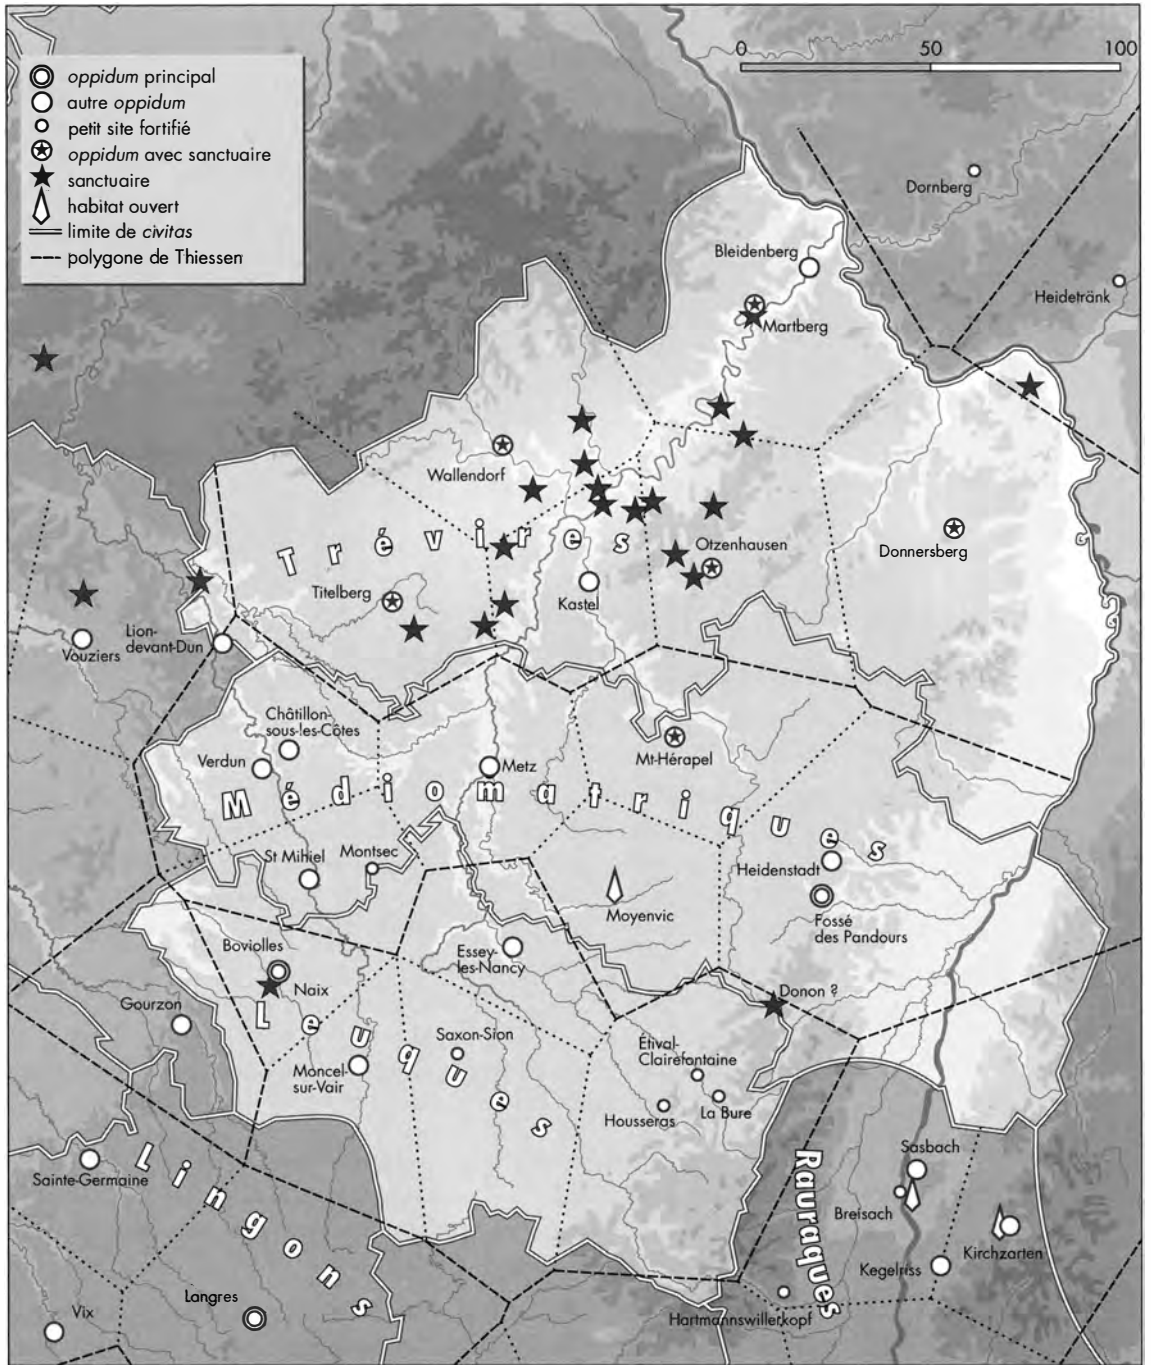 oppidum principal
autre oppidum
petit site fortifié
oppidum avec sanctuaire
sanctuaire
habitat ouvert
limite de civitas
polygone de Thiessen
0 50 100
Dornberg
Bleidenberg
Heidetränk
Martberg
Wallendorf
Trévires
Otzenhausen
Donnersberg
Titelberg
Kastel
Lion-
devant-Dun
Vouziers
Châtillon-
sous-les-Côtes
Verdun
Metz
Mt-Hérapel
Médiomatriques
St Mihiel
Montsec
Heidenstadt
Moyenvic
Fossé
des Pandours
Boviolles
Essey-
les-Nancy
Naix
Donon ?
Gourzon
Leuques
Saxon-Sion
Étival-
Clairefontaine
Moncel-
sur-Vair
Housseras
La Bure
Sainte-Germaine
Lingons
Rauraques
Sasbach
Breisach
Kirchzarten
Kegelriss
Langres
Vix
Hartmannswillerkopf